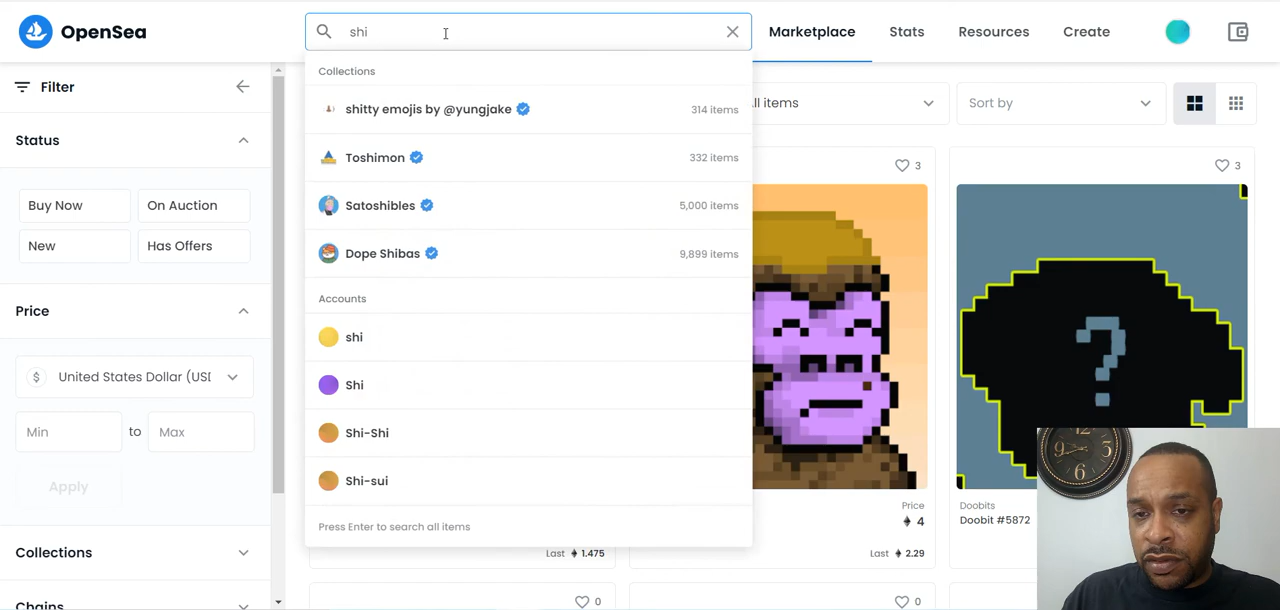 OpenSea
shi
Marketplace
Stats
Resources
Create
Filter
Status
Buy Now
On Auction
New
Has Offers
Price
$
United States Dollar (USD
Min
to
Max
Apply
Collections
Chains
Collections
shitty emojis by @yungjake
314 items
Toshimon
332 items
Satoshibles
5,000 items
Dope Shibas
9,899 items
Accounts
shi
Shi
Shi-Shi
Shi-sui
Press Enter to search all items
ll items
Sort by
3
3
?
Price
4
Last 1.475
Last 2.29
Doobits
Doobit #5872
0
0